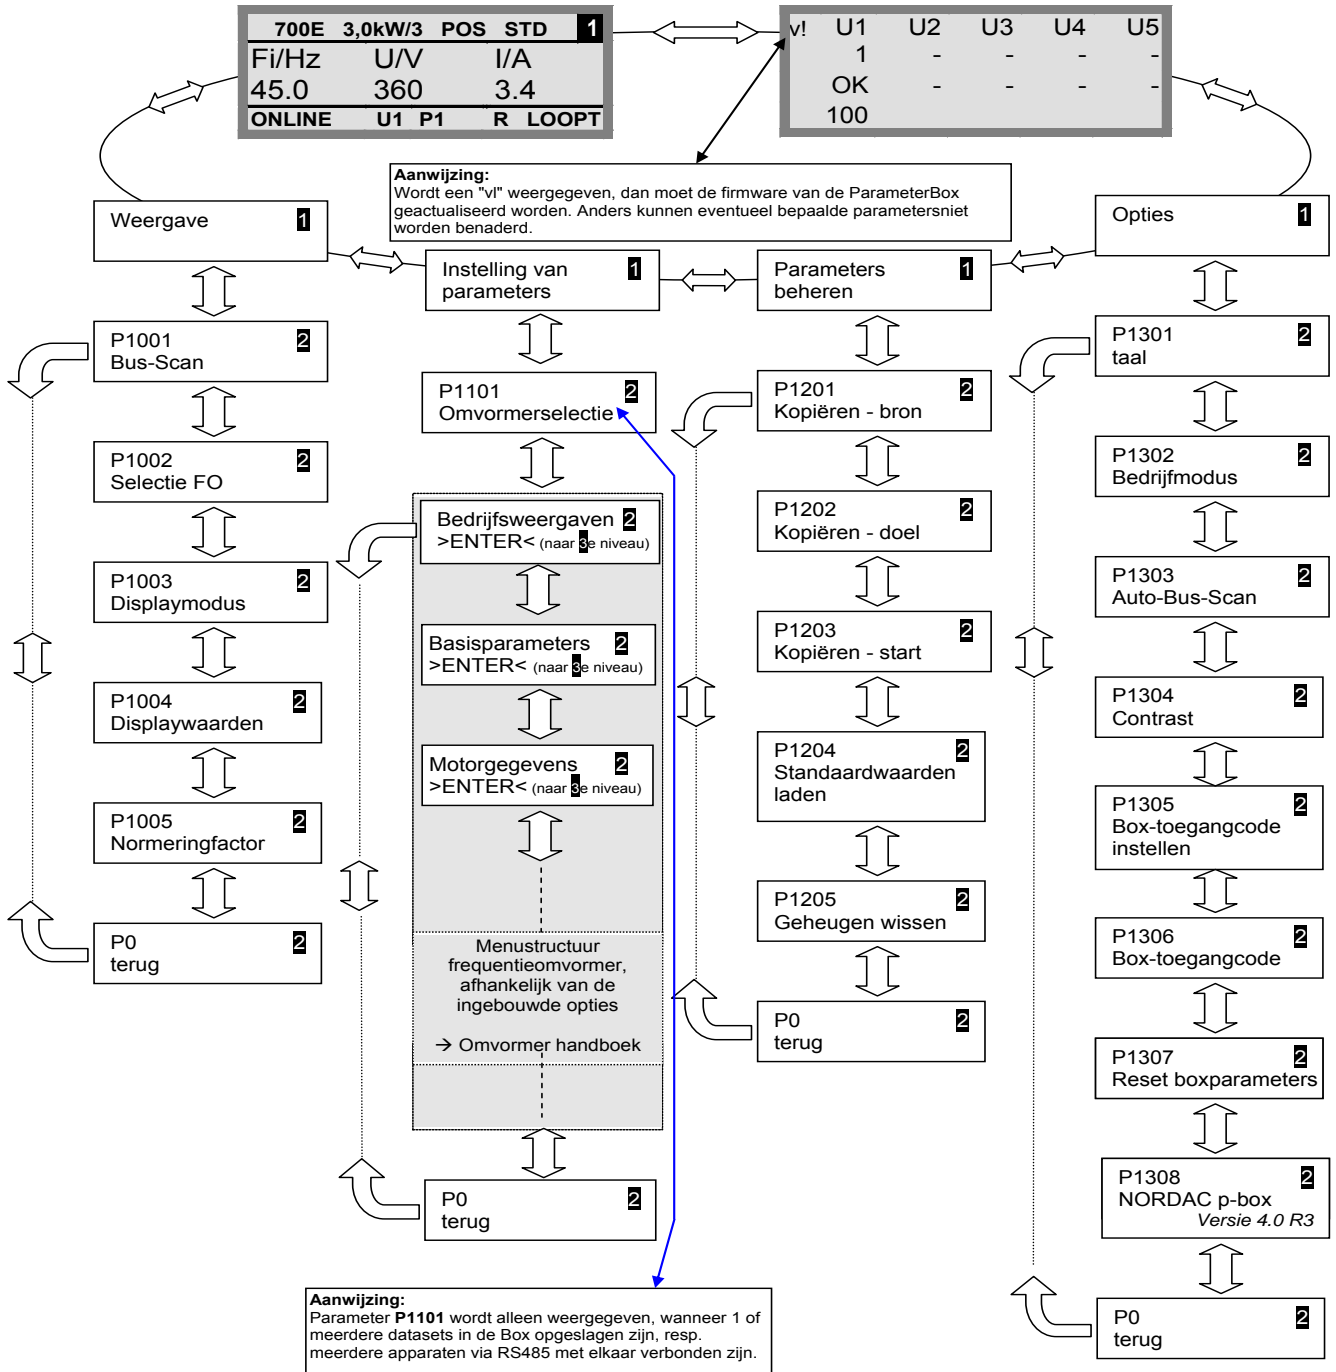 700E 3,0kW/3 POS STD 1
Fi/Hz U/V I/A
45.0 360 3.4
ONLINE U1 P1 R LOOPT
v! U1 U2 U3 U4 U5
1 - - - -
OK - - - -
100
Aanwijzing:
Wordt een "vl" weergegeven, dan moet de firmware van de ParameterBox
geactualiseerd worden. Anders kunnen eventueel bepaalde parametersniet
worden benaderd.
Weergave 1
P1001 2
Bus-Scan
P1002 2
Selectie FO
P1003 2
Displaymodus
P1004 2
Displaywaarden
P1005 2
Normeringfactor
P0 2
terug
Instelling van 1
parameters
P1101 2
Omvormerselectie
Bedrijfsweergaven 2
>ENTER< (naar 3e niveau)
Basisparameters 2
>ENTER< (naar 3e niveau)
Motorgegevens 2
>ENTER< (naar 3e niveau)
Menustructuur
frequentieomvormer,
afhankelijk van de
ingebouwde opties
→ Omvormer handboek
P0 2
terug
Parameters 1
beheren
P1201 2
Kopiëren - bron
P1202 2
Kopiëren - doel
P1203 2
Kopiëren - start
P1204 2
Standaardwaarden
laden
P1205 2
Geheugen wissen
P0 2
terug
Opties 1
P1301 2
taal
P1302 2
Bedrijfmodus
P1303 2
Auto-Bus-Scan
P1304 2
Contrast
P1305 2
Box-toegangcode
instellen
P1306 2
Box-toegangcode
P1307 2
Reset boxparameters
P1308 2
NORDAC p-box
Versie 4.0 R3
P0 2
terug
Aanwijzing:
Parameter P1101 wordt alleen weergegeven, wanneer 1 of
meerdere datasets in de Box opgeslagen zijn, resp.
meerdere apparaten via RS485 met elkaar verbonden zijn.